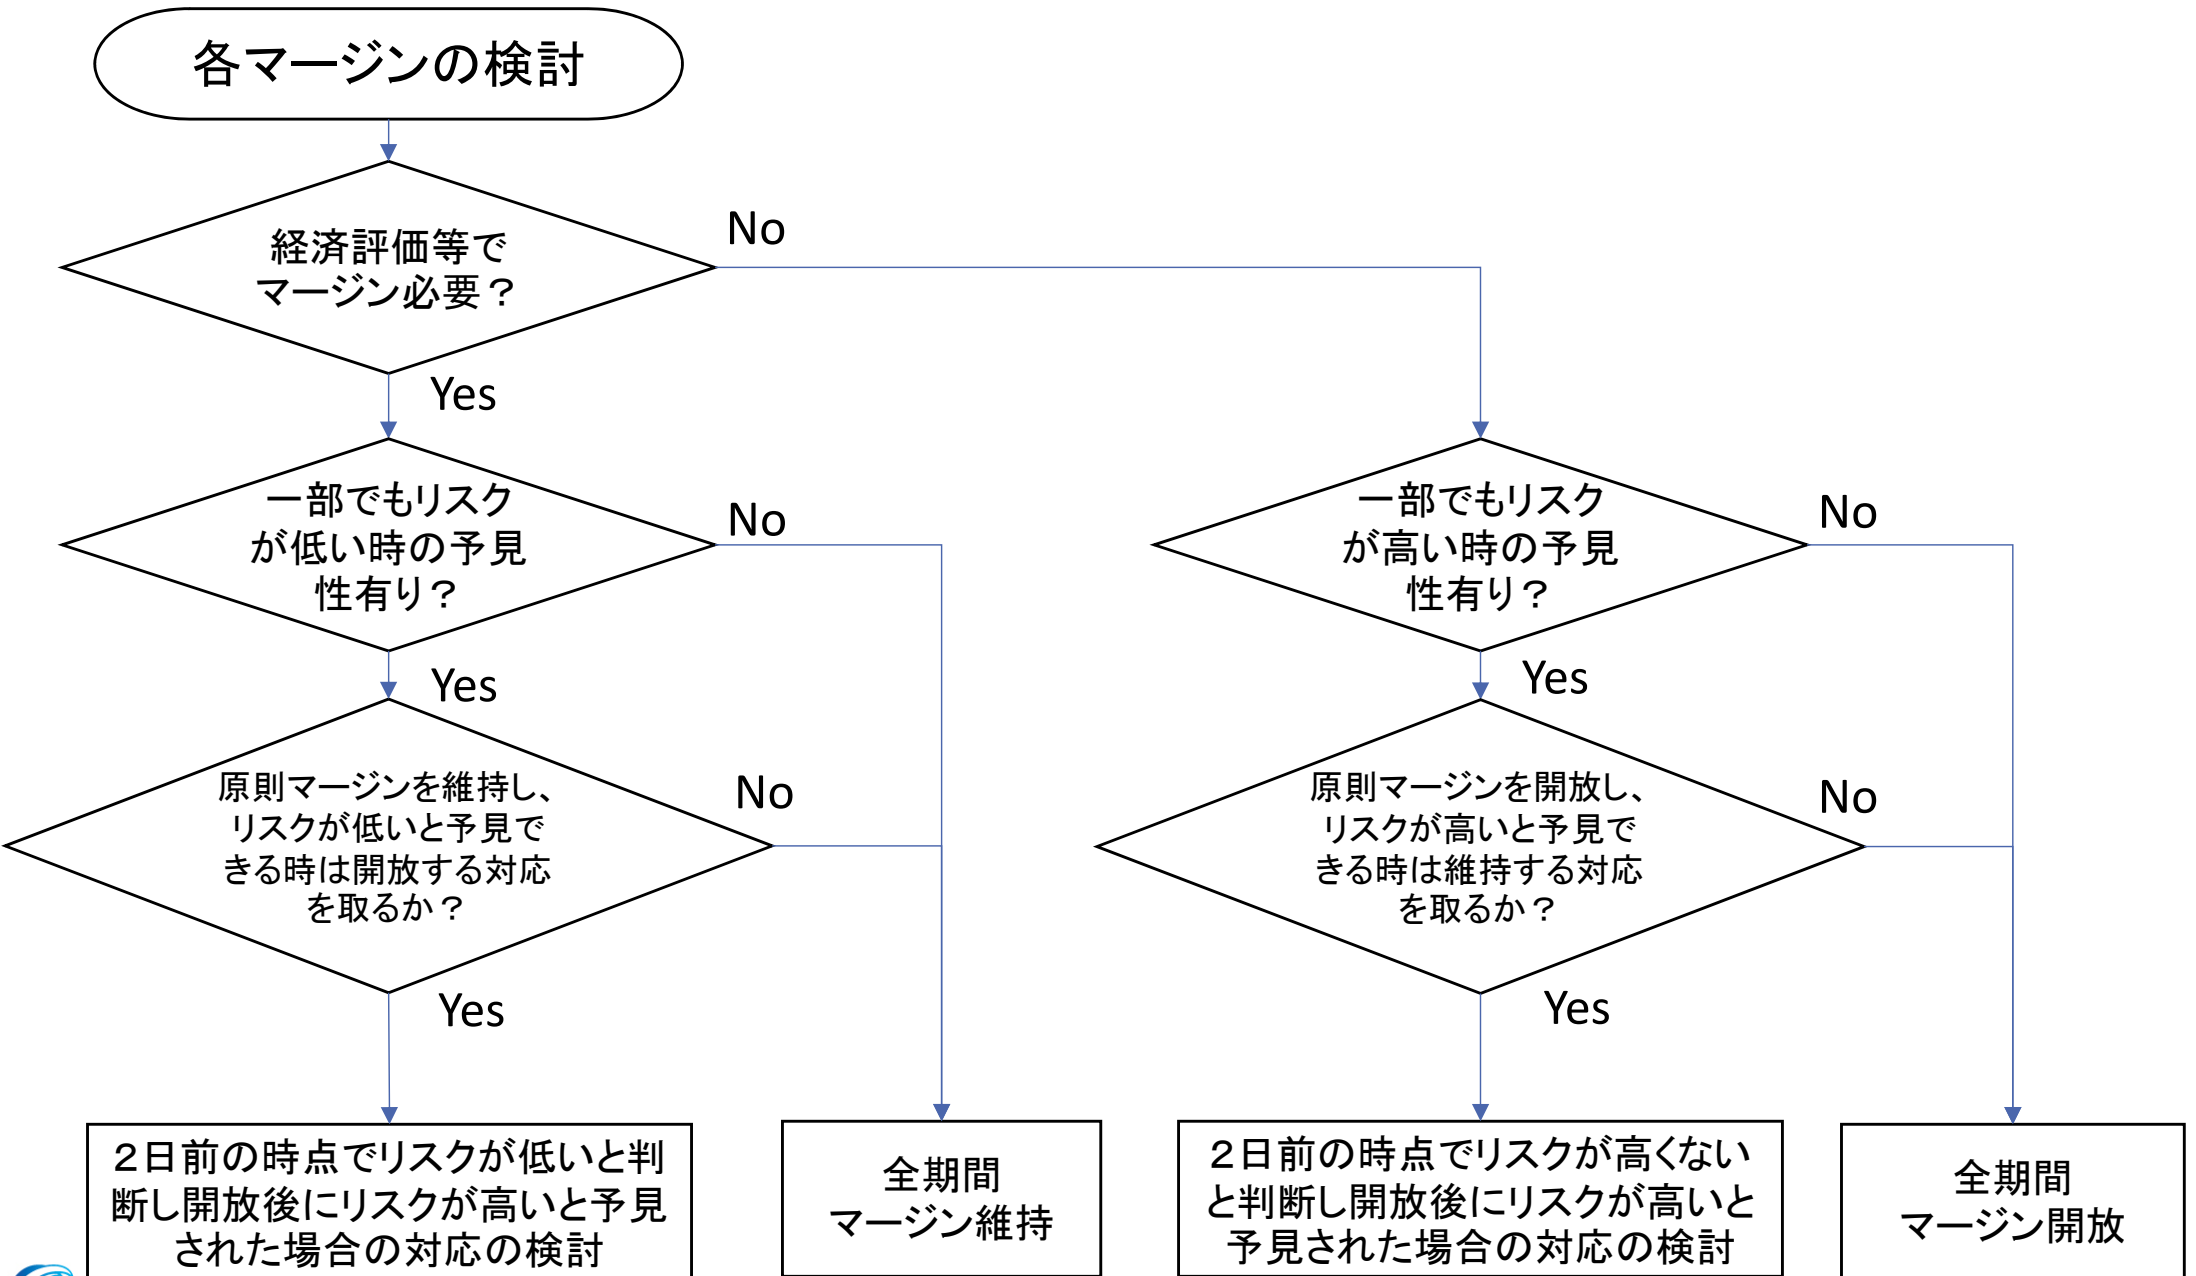 各マージンの検討
経済評価等で
マージン必要？
No
Yes
一部でもリスク
が低い時の予見
性有り？
No
Yes
原則マージンを維持し、
リスクが低いと予見で
きる時は開放する対応
を取るか？
No
Yes
２日前の時点でリスクが低いと判
断し開放後にリスクが高いと予見
された場合の対応の検討
全期間
マージン維持
一部でもリスク
が高い時の予見
性有り？
No
Yes
原則マージンを開放し、
リスクが高いと予見で
きる時は維持する対応
を取るか？
No
Yes
２日前の時点でリスクが高くない
と判断し開放後にリスクが高いと
予見された場合の対応の検討
全期間
マージン開放